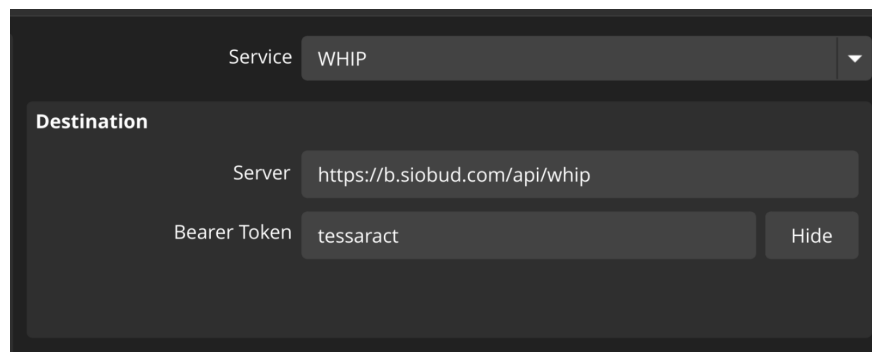 Service WHIP
Destination
Server https://b.siobud.com/api/whip
Bearer Token tessaract Hide